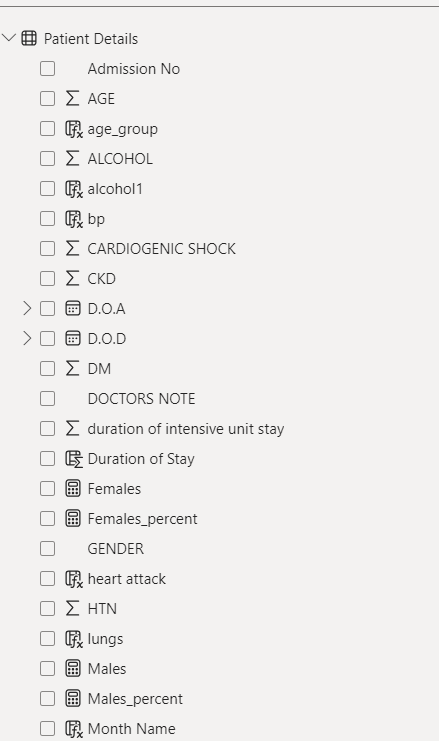 Patient Details
Admission No
AGE
age_group
ALCOHOL
alcohol1
bp
CARDIOGENIC SHOCK
CKD
D.O.A
D.O.D
DM
DOCTORS NOTE
duration of intensive unit stay
Duration of Stay
Females
Females_percent
GENDER
heart attack
HTN
lungs
Males
Males_percent
Month Name